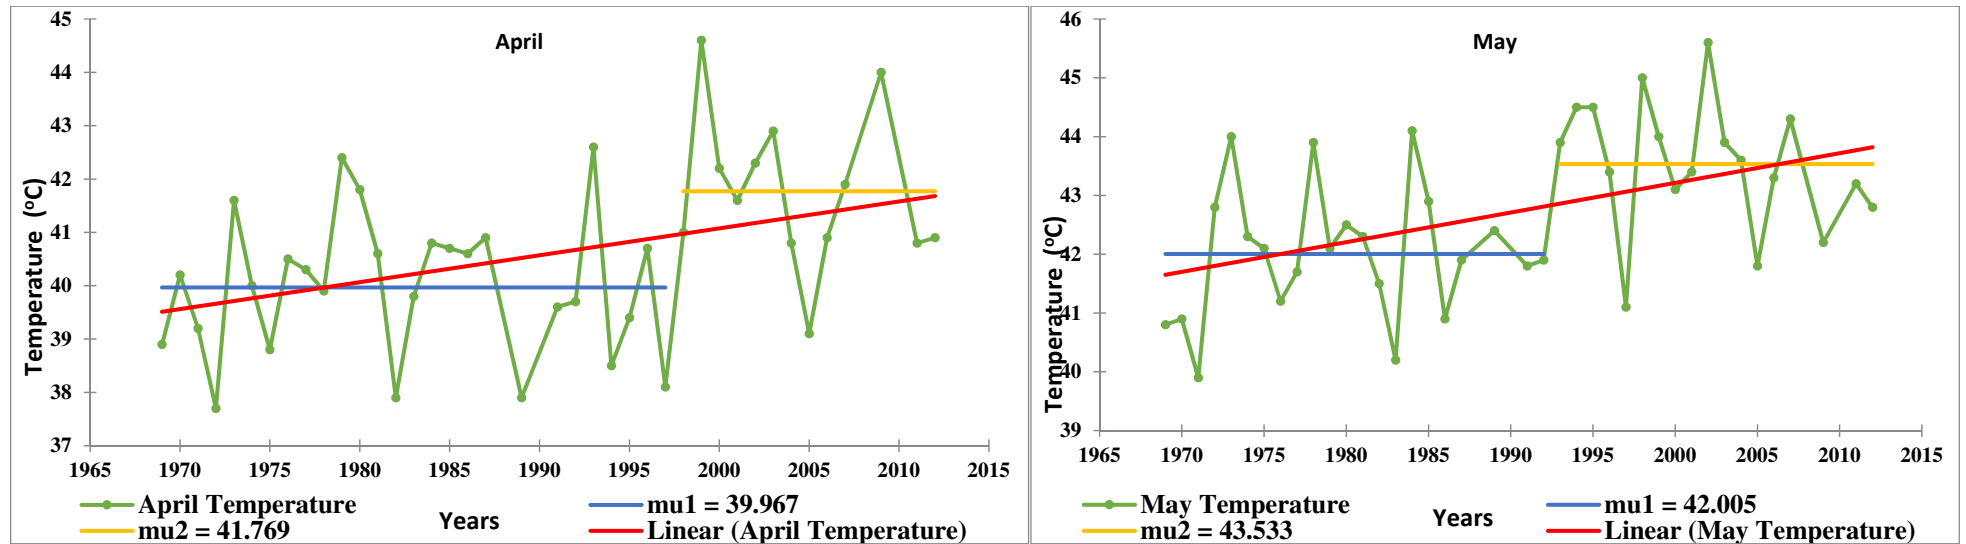 April
45
44
43
42
41
40
39
38
37
Temperature (°C)
1965 1970 1975 1980 1985 1990 1995 2000 2005 2010 2015
Years
April Temperature
mu1 = 39.967
mu2 = 41.769
Linear (April Temperature)
May
46
45
44
43
42
41
40
39
Temperature (°C)
1965 1970 1975 1980 1985 1990 1995 2000 2005 2010 2015
Years
May Temperature
mu1 = 42.005
mu2 = 43.533
Linear (May Temperature)